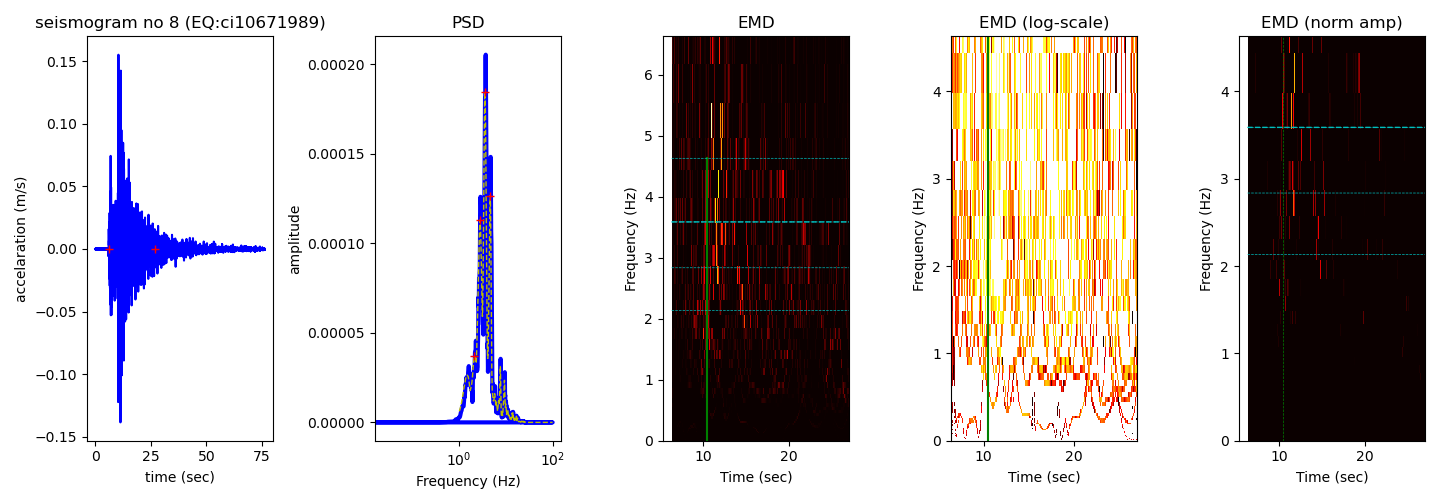 seismogram no 8 (EQ:ci10671989)
PSD
EMD
EMD (log-scale)
EMD (norm amp)
accelaration (m/s)
0.15
0.10
0.05
0.00
−0.05
−0.10
−0.15
0
25
50
75
time (sec)
amplitude
0.00020
0.00015
0.00010
0.00005
0.00000
10⁰
10²
Frequency (Hz)
Frequency (Hz)
6
5
4
3
2
1
0
10
20
Time (sec)
Frequency (Hz)
4
3
2
1
0
10
20
Time (sec)
Frequency (Hz)
4
3
2
1
0
10
20
Time (sec)